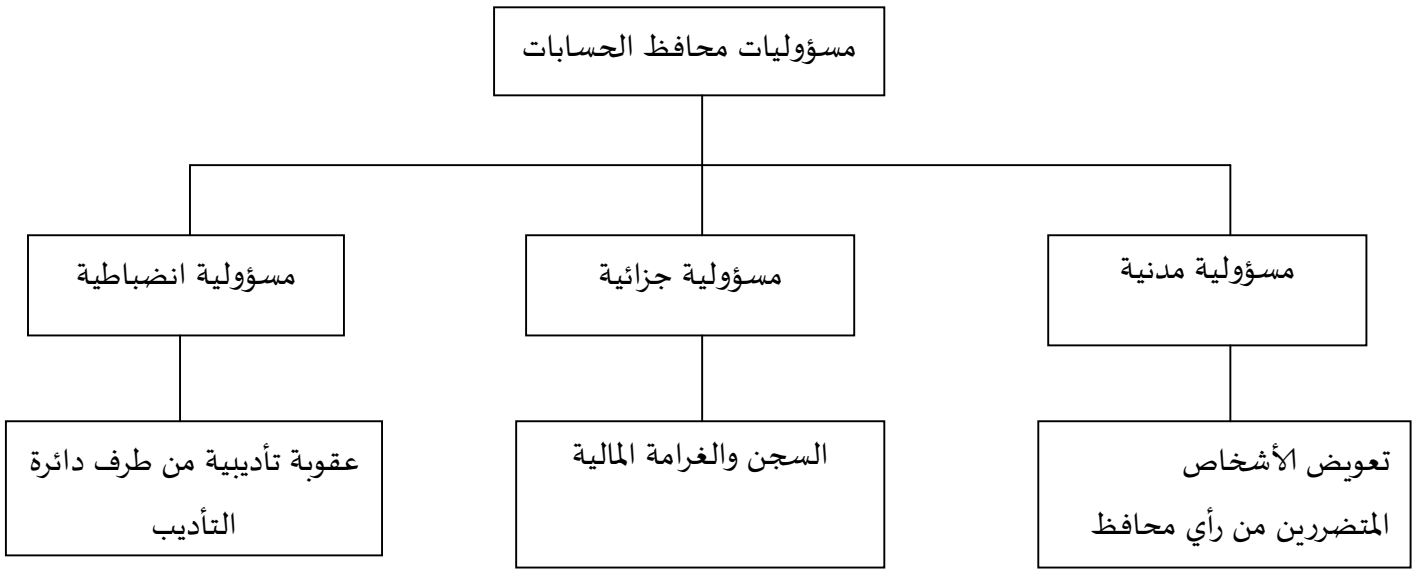 مسؤوليات محافظ الحسابات
مسؤولية مدنية
مسؤولية جزائية
مسؤولية انضباطية
تعويض الأشخاص
المتضررين من رأي محافظ
السجن والغرامة المالية
عقوبة تأديبية من طرف دائرة
التأديب